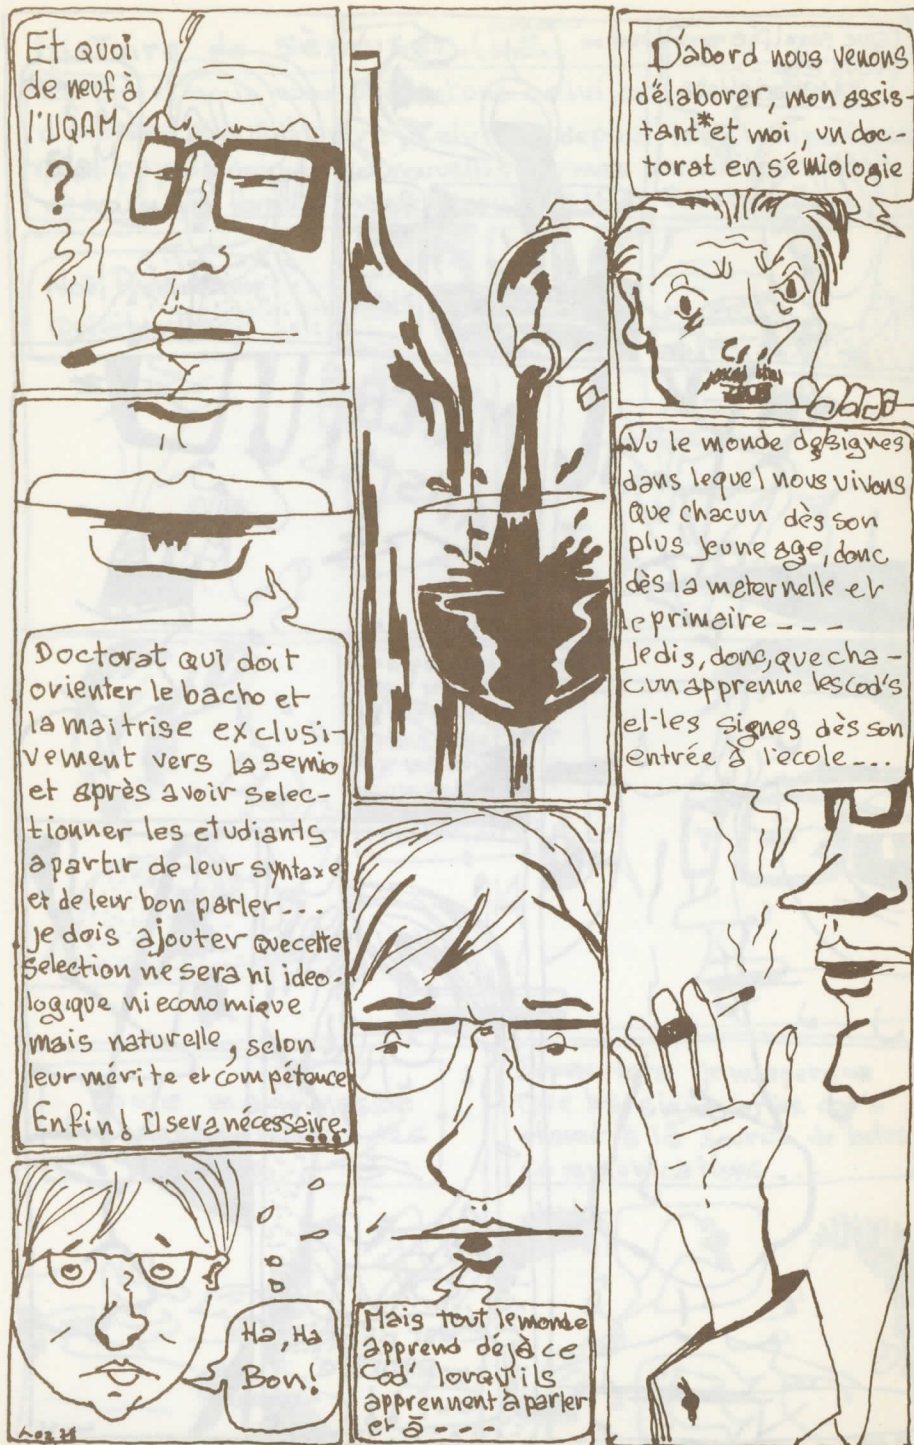 Et quoi
de neuf à
l'UQAM
?
D'abord nous venons
d'élaborer, mon assis-
tant* et moi, un doc-
torat en sémiologie
Doctorat qui doit
orienter le bacho et
la maitrise exclusi-
vement vers la semio
et après avoir selec-
tionner les etudiants
a partir de leur syntaxe
et de leur bon parler...
je dois ajouter que cette
selection ne sera ni ideo-
logique ni economique
mais naturelle, selon
leur mérite et compétence
Enfin! Il sera nécessaire...
Vu le monde de signes
dans lequel nous vivons
Que chacun dès son
plus jeune age, donc
dès la maternelle et
le primaire ---
Je dis, donc, que cha-
cun apprenne les cod's
et les signes dès son
entrée à l'ecole ---
Ha, Ha
Bon!
Mais tout le monde
apprend déjà ce
Cod' lorqu'ils
apprennent à parler
et à ---